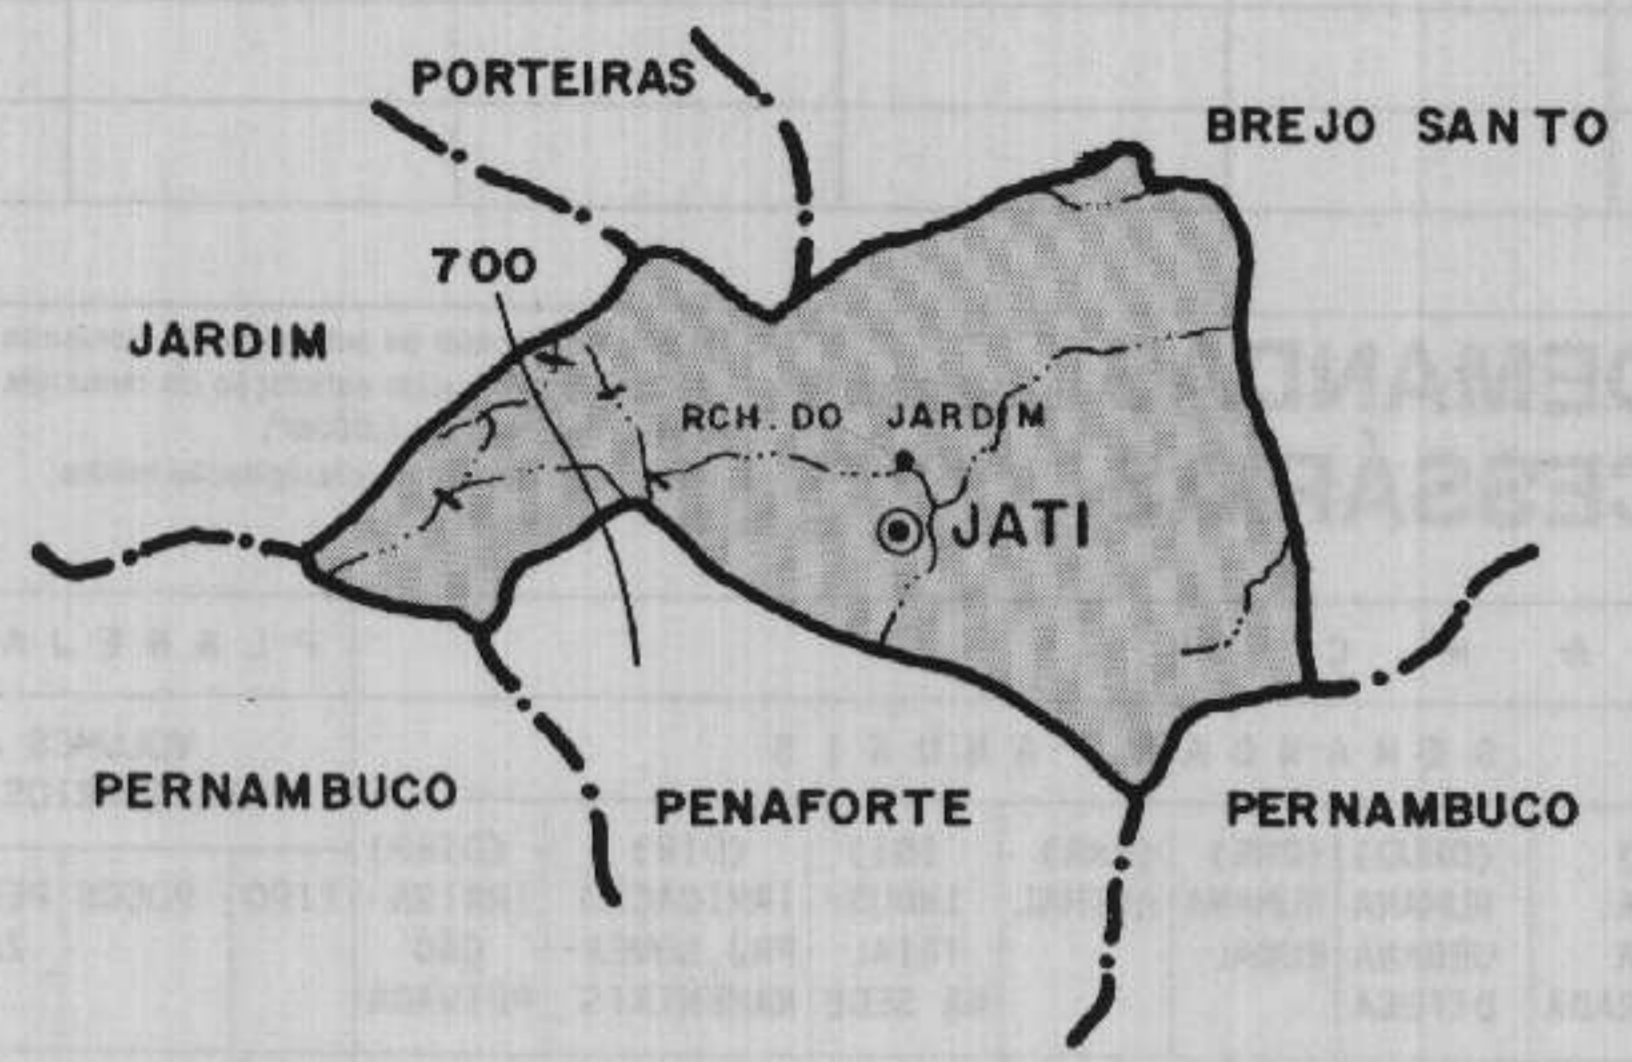 PORTEIRAS
BREJO SANTO
700
JARDIM
RCH. DO JARDIM
JATI
PERNAMBUCO
PENAFORTE
PERNAMBUCO